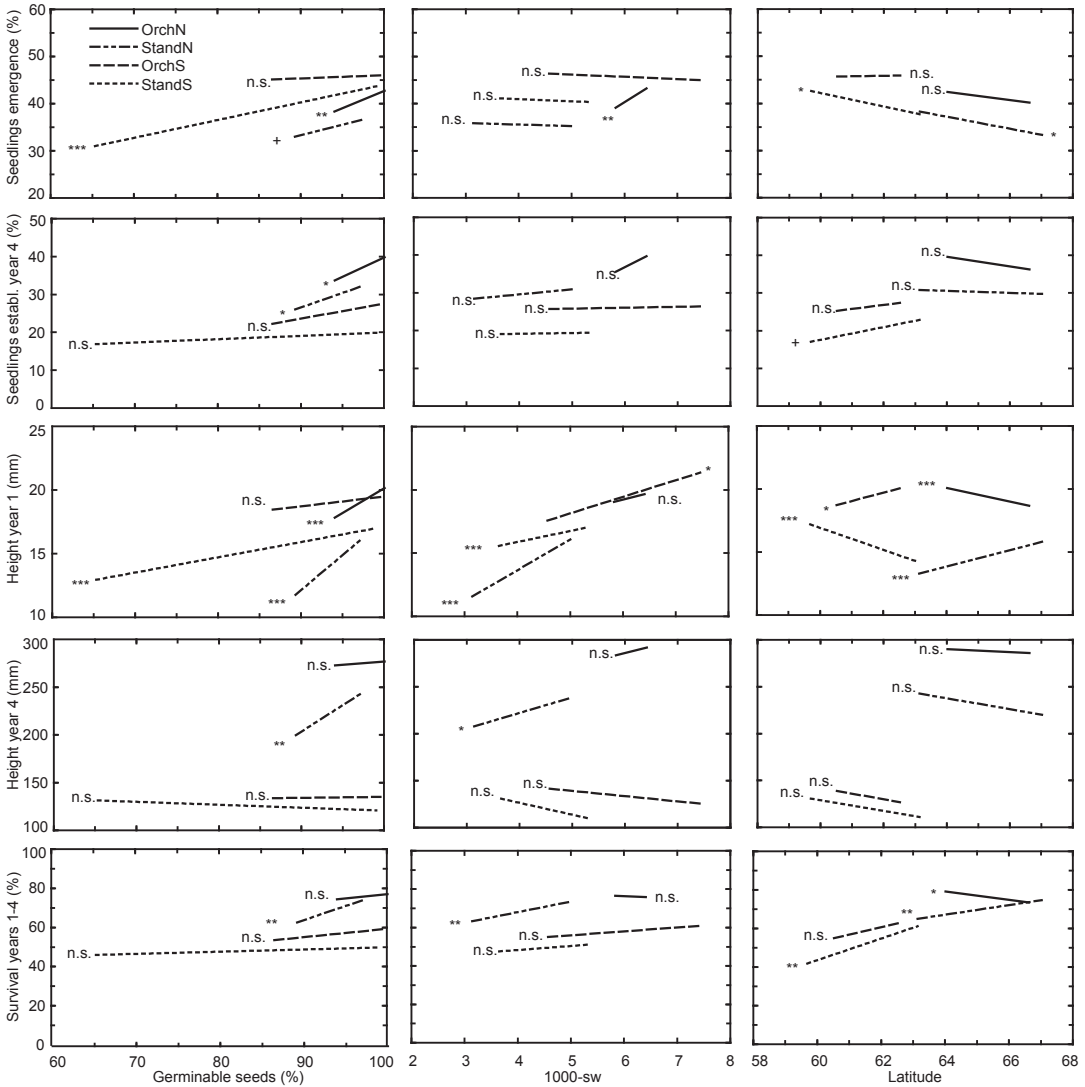 Seedlings emergence (%)
60
50
40
30
20
OrchN
StandN
OrchS
StandS
n.s.
**
+
***
n.s.
n.s.
n.s.
**
n.s.
n.s.
*
*
Seedlings establ. year 4 (%)
50
40
30
20
10
0
*
*
n.s.
n.s.
n.s.
n.s.
n.s.
n.s.
n.s.
n.s.
n.s.
+
Height year 1 (mm)
25
20
15
10
n.s.
***
***
***
*
n.s.
***
***
***
*
***
***
Height year 4 (mm)
300
250
200
150
100
n.s.
**
n.s.
n.s.
n.s.
*
n.s.
n.s.
n.s.
n.s.
n.s.
n.s.
Survival years 1-4 (%)
100
80
60
40
20
0
n.s.
**
n.s.
n.s.
n.s.
**
n.s.
n.s.
*
**
n.s.
**
60 70 80 90 100
2 3 4 5 6 7 8
58 60 62 64 66 68
Germinable seeds (%)
1000-sw
Latitude